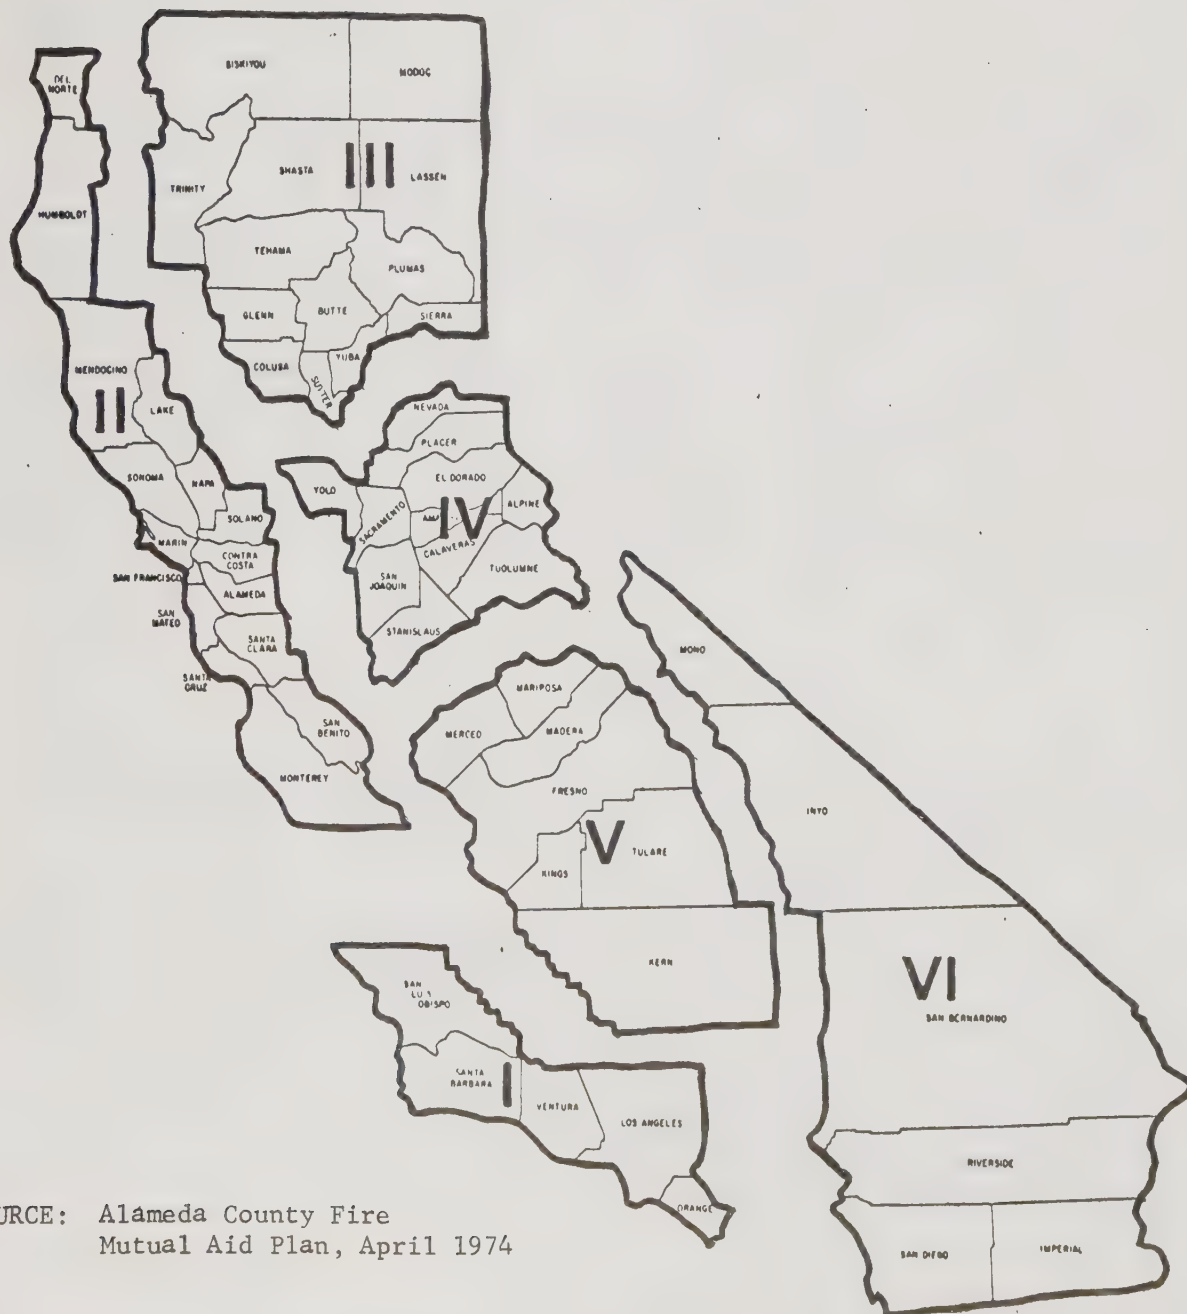 DEL
NORTE
SISKIYOU
MODOC
HUMBOLDT
TRINITY
SHASTA
III
LASSEN
TEHAMA
PLUMAS
GLENN
BUTTE
SIERRA
COLUSA
SUTTER
YUBA
MENDOCINO
II
LAKE
SONOMA
NAPA
SOLANO
MARIN
CONTRA
COSTA
SAN FRANCISCO
ALAMEDA
SAN
MATEO
SANTA
CLARA
SANTA
CRUZ
SAN
BENITO
MONTEREY
NEVADA
PLACER
YOLO
EL DORADO
SACRAMENTO
AMA
IV
ALPINE
CALAVERAS
SAN
JOAQUIN
TUOLUMNE
STANISLAUS
MARIPOSA
MERCED
MADERA
FRESNO
V
TULARE
KINGS
KERN
MONO
INYO
VI
SAN BERNARDINO
RIVERSIDE
SAN DIEGO
IMPERIAL
SAN
LUIS
OBISPO
SANTA
BARBARA
I
VENTURA
LOS ANGELES
ORANGE
URCE: Alameda County Fire
Mutual Aid Plan, April 1974